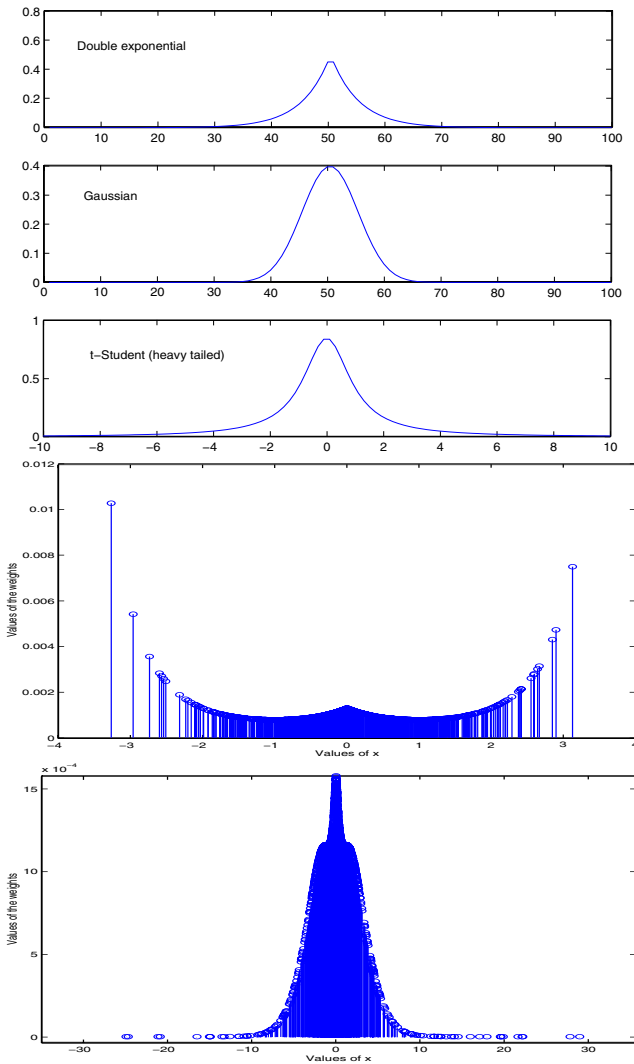 0.8
0.6
Double exponential
0.4
0.2
0
0 10 20 30 40 50 60 70 80 90 100
0.4
0.3
Gaussian
0.2
0.1
0
0 10 20 30 40 50 60 70 80 90 100
1
t−Student (heavy tailed)
0.5
0
−10 −8 −6 −4 −2 0 2 4 6 8 10
0.012
0.01
0.008
Values of the weights
0.006
0.004
0.002
0
−4 −3 −2 −1 0 1 2 3 4
Values of x
x 10⁻⁴
15
10
Values of the weights
5
0
−30 −20 −10 0 10 20 30
Values of x